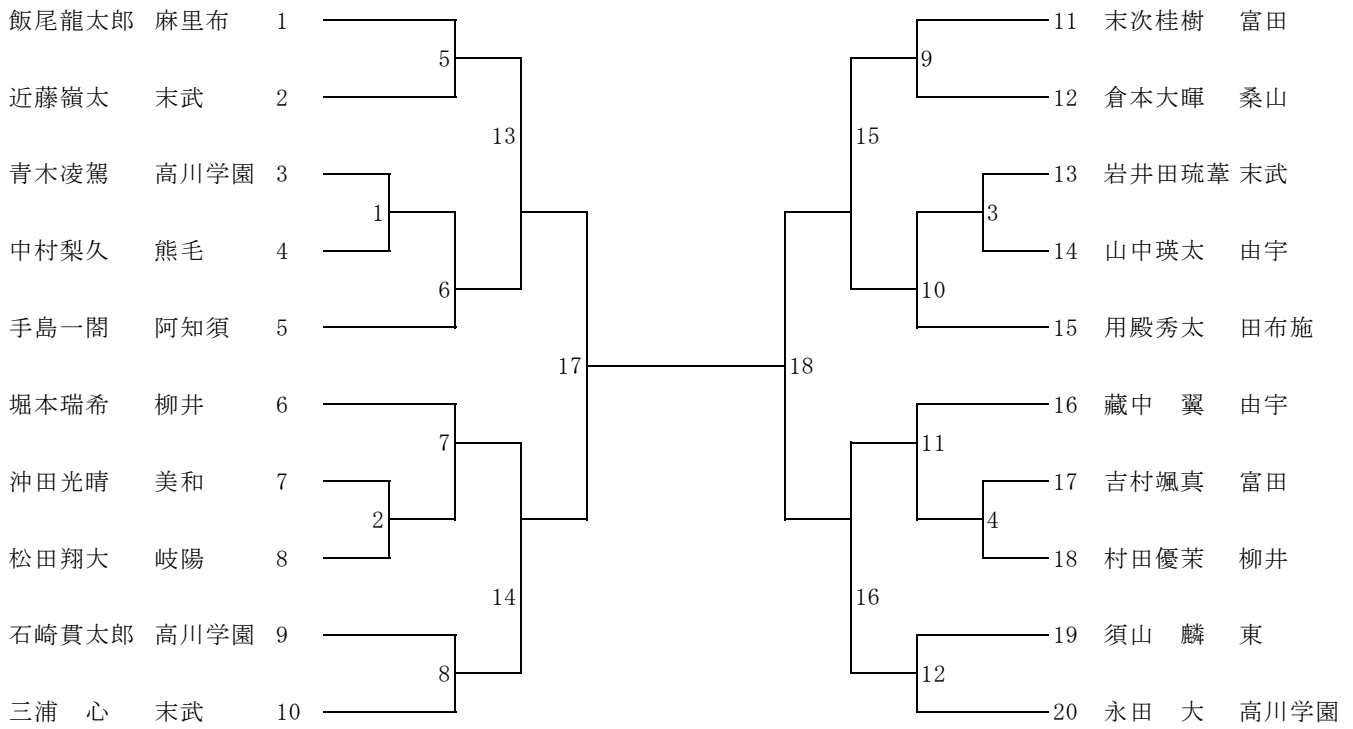 飯尾龍太郎 麻里布 1
5
近藤嶺太 末武 2
13
青木凌駕 高川学園 3
1
中村梨久 熊毛 4
6
手島一閤 阿知須 5
17
堀本瑞希 柳井 6
7
沖田光晴 美和 7
2
松田翔大 岐陽 8
14
石崎貫太郎 高川学園 9
8
三浦 心 末武 10
11 末次桂樹 富田
9
12 倉本大暉 桑山
15
13 岩井田琉葦 末武
3
14 山中瑛太 由宇
10
15 用殿秀太 田布施
18
16 藏中 翼 由宇
11
17 吉村颯真 富田
4
18 村田優茉 柳井
16
19 須山 麟 東
12
20 永田 大 高川学園